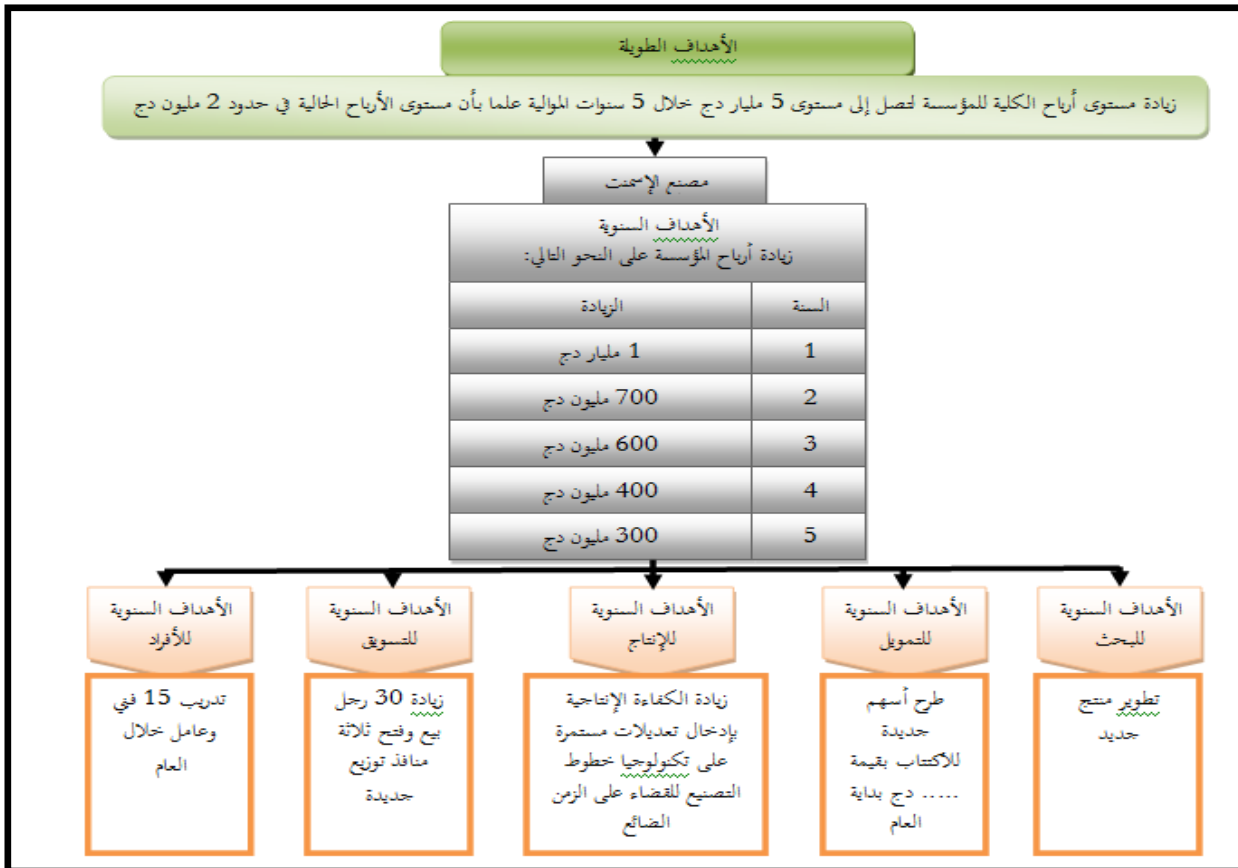 الأهداف الطويلة
زيادة مستوى أرباح الكلية للمؤسسة لتصل إلى مستوى 5 مليار دج خلال 5 سنوات الموالية علما بأن مستوى الأرباح الحالية في حدود 2 مليون دج
مصنع الإسمنت
الأهداف السنوية
زيادة أرباح المؤسسة على النحو التالي:
السنة الزيادة
1 1 مليار دج
2 700 مليون دج
3 600 مليون دج
4 400 مليون دج
5 300 مليون دج
الأهداف السنوية
للبحث
تطوير منتج
جديد
الأهداف السنوية
للتمويل
طرح أسهم
جديدة
للاكتتاب بقيمة
..... دج بداية
العام
الأهداف السنوية
للإنتاج
زيادة الكفاءة الإنتاجية
بإدخال تعديلات مستمرة
على تكنولوجيا خطوط
التصنيع للقضاء على الزمن
الضائع
الأهداف السنوية
للتسويق
زيادة 30 رجل
بيع وفتح ثلاثة
منافذ توزيع
جديدة
الأهداف السنوية
للأفراد
تدريب 15 فني
وعامل خلال
العام